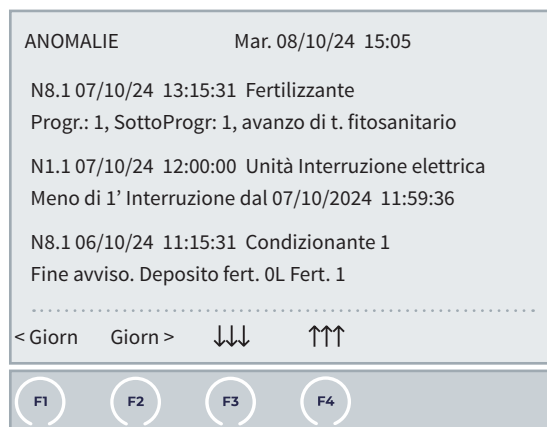 ANOMALIE Mar. 08/10/24 15:05
N8.1 07/10/24 13:15:31 Fertilizzante
Progr.: 1, SottoProgr: 1, avanzo di t. fitosanitario
N1.1 07/10/24 12:00:00 Unità Interruzione elettrica
Meno di 1’ Interruzione dal 07/10/2024 11:59:36
N8.1 06/10/24 11:15:31 Condizionante 1
Fine avviso. Deposito fert. 0L Fert. 1
< Giorn Giorn > ↓↓↓ ↑↑↑
F1 F2 F3 F4